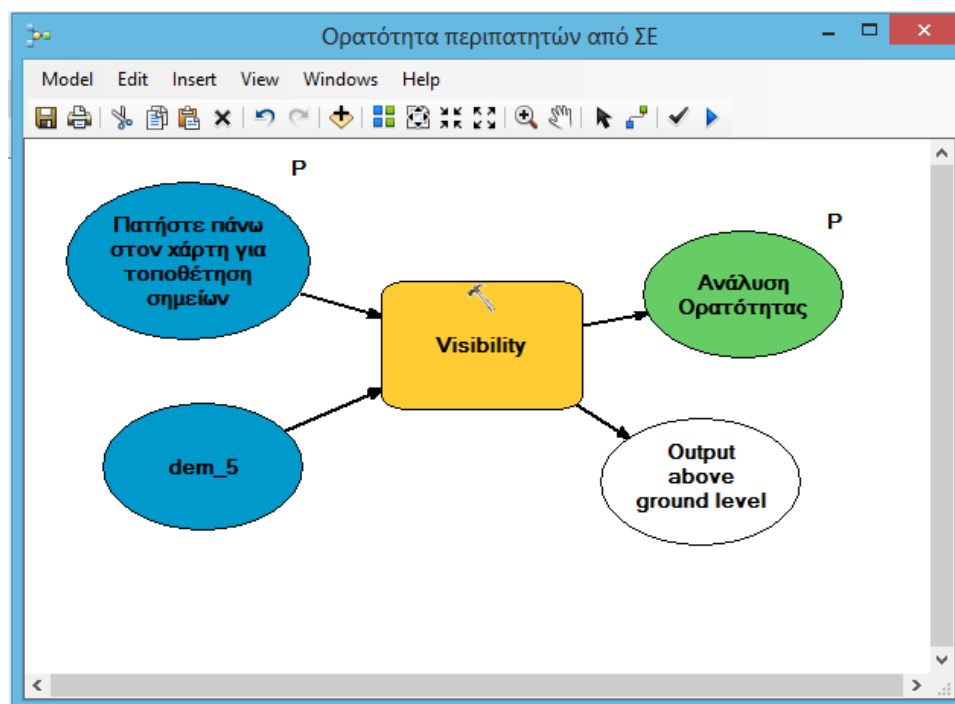 Ορατότητα περιπατητών από ΣΕ
Model Edit Insert View Windows Help
P
Πατήστε πάνω
στον χάρτη για
τοποθέτηση
σημείων
P
Ανάλυση
Ορατότητας
Visibility
dem_5
Output
above
ground level